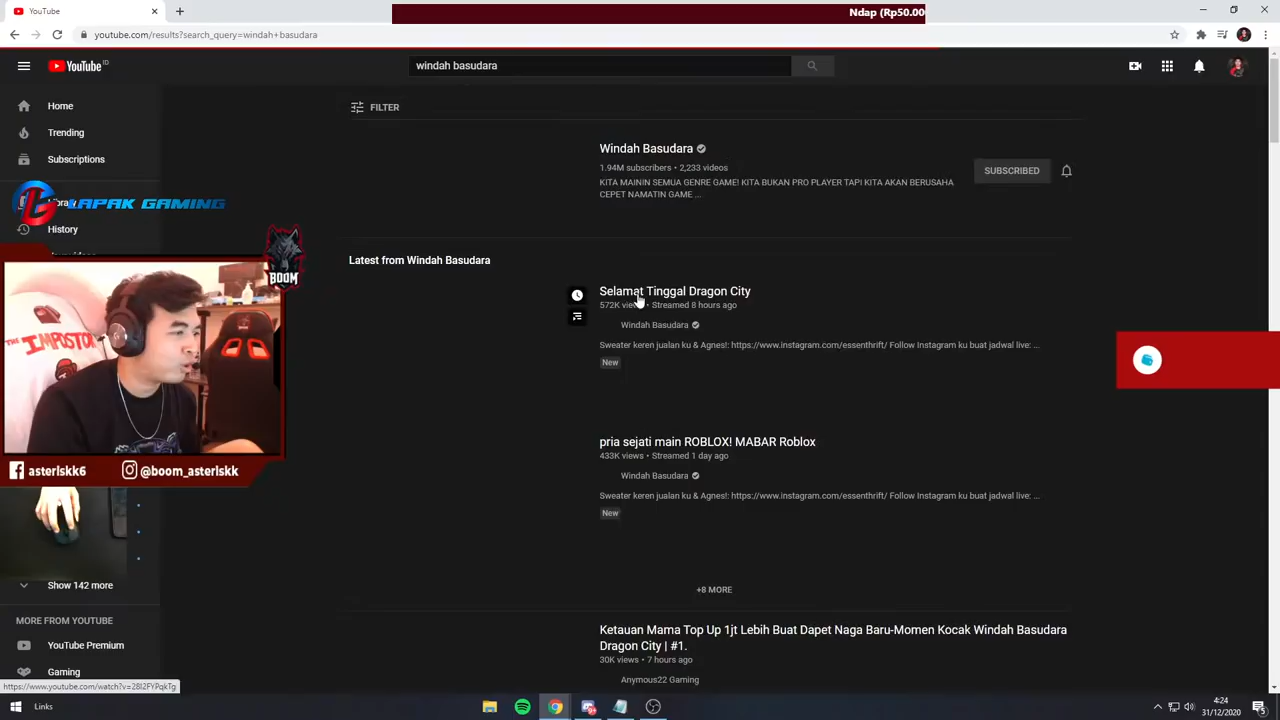 YouTube
Ndap (Rp50.00
youtube.com/results?search_query=windah+basudara
YouTube ID
windah basudara
Home
Trending
Subscriptions
Library
History
LAPAK GAMING
BOOM
THE IMPOSTOR
asterlskk6
@boom_asterlskk
Show 142 more
MORE FROM YOUTUBE
YouTube Premium
Gaming
FILTER
Windah Basudara
1.94M subscribers • 2,233 videos
KITA MAININ SEMUA GENRE GAME! KITA BUKAN PRO PLAYER TAPI KITA AKAN BERUSAHA
CEPET NAMATIN GAME ...
SUBSCRIBED
Latest from Windah Basudara
Selamat Tinggal Dragon City
572K views • Streamed 8 hours ago
Windah Basudara
Sweater keren jualan ku & Agnes!: https://www.instagram.com/essenthrift/ Follow Instagram ku buat jadwal live: ...
New
pria sejati main ROBLOX! MABAR Roblox
433K views • Streamed 1 day ago
Windah Basudara
Sweater keren jualan ku & Agnes!: https://www.instagram.com/essenthrift/ Follow Instagram ku buat jadwal live: ...
New
+8 MORE
Ketauan Mama Top Up 1jt Lebih Buat Dapet Naga Baru-Momen Kocak Windah Basudara
Dragon City | #1.
30K views • 7 hours ago
Anymous22 Gaming
https://www.youtube.com/watch?v=28I2FYPqkTg
Links
4:24
31/12/2020
5